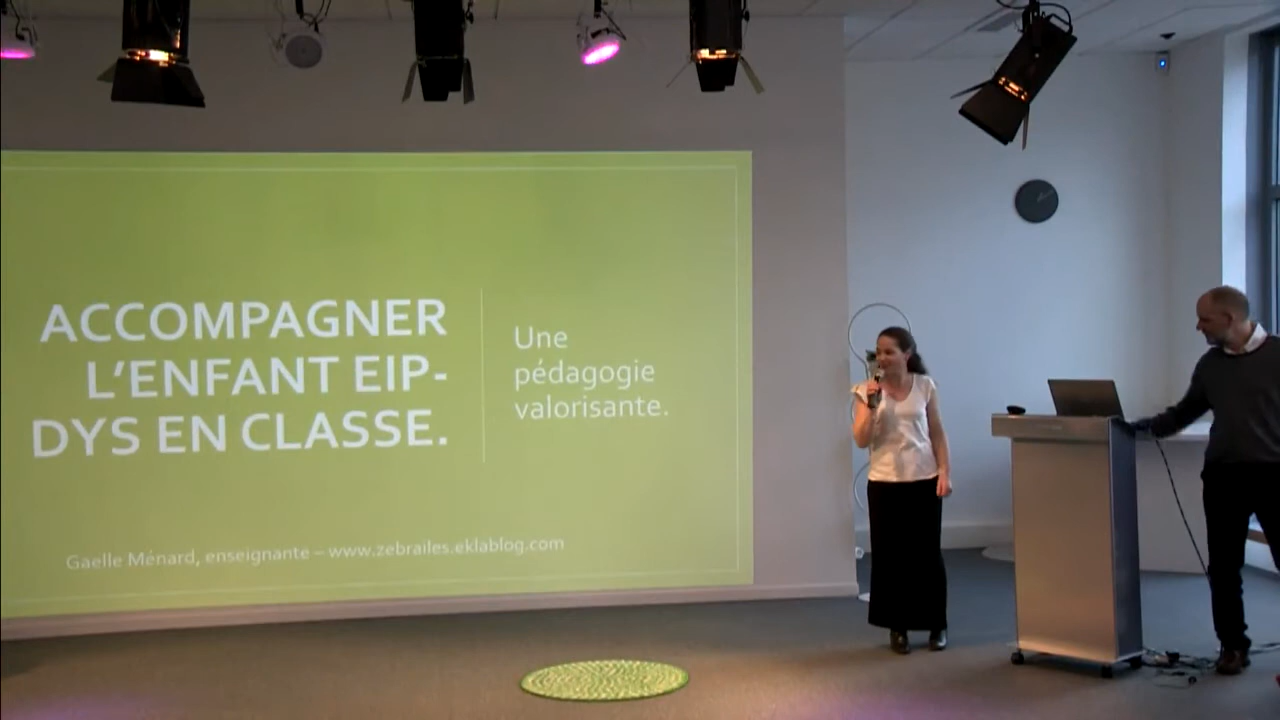 ACCOMPAGNER
L'ENFANT EIP-
DYS EN CLASSE.
Une
pédagogie
valorisante.
Gaelle Ménard, enseignante – www.zebrailes.eklablog.com